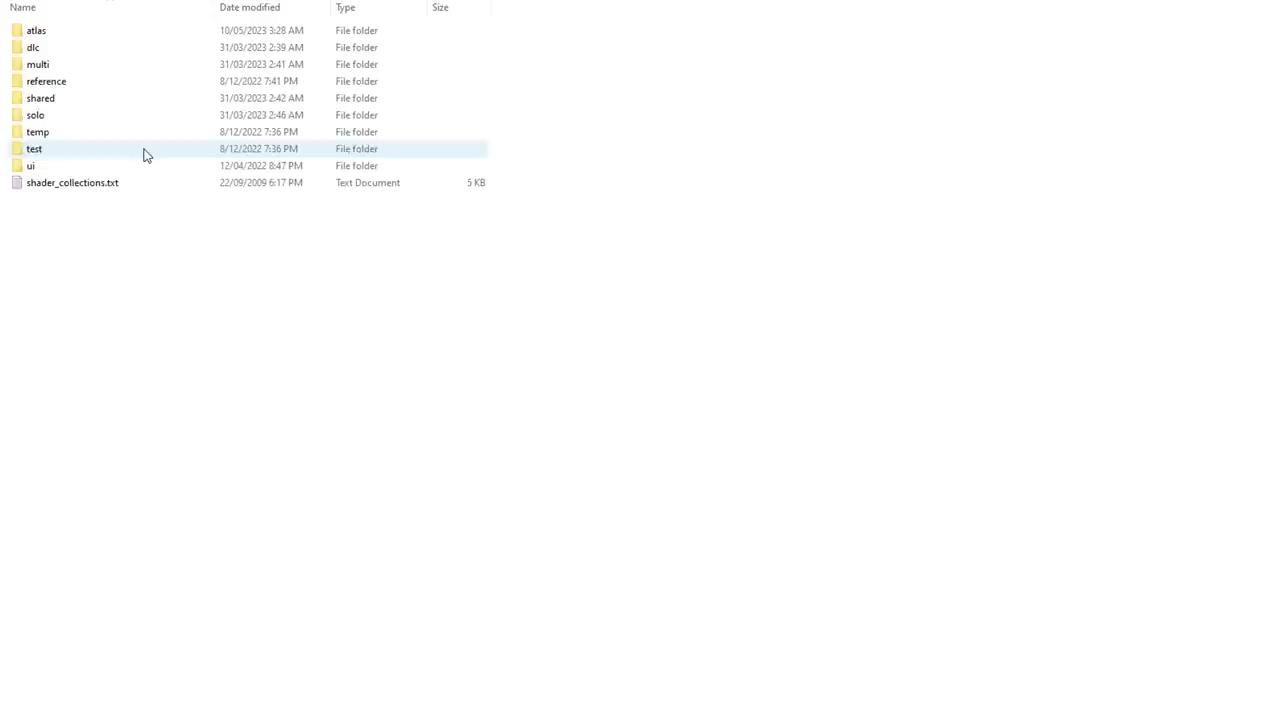 Name Date modified Type Size
atlas 10/05/2023 3:28 AM File folder
dlc 31/03/2023 2:39 AM File folder
multi 31/03/2023 2:41 AM File folder
reference 8/12/2022 7:41 PM File folder
shared 31/03/2023 2:42 AM File folder
solo 31/03/2023 2:46 AM File folder
temp 8/12/2022 7:36 PM File folder
test 8/12/2022 7:36 PM File folder
ui 12/04/2022 8:47 PM File folder
shader_collections.txt 22/09/2009 6:17 PM Text Document 5 KB